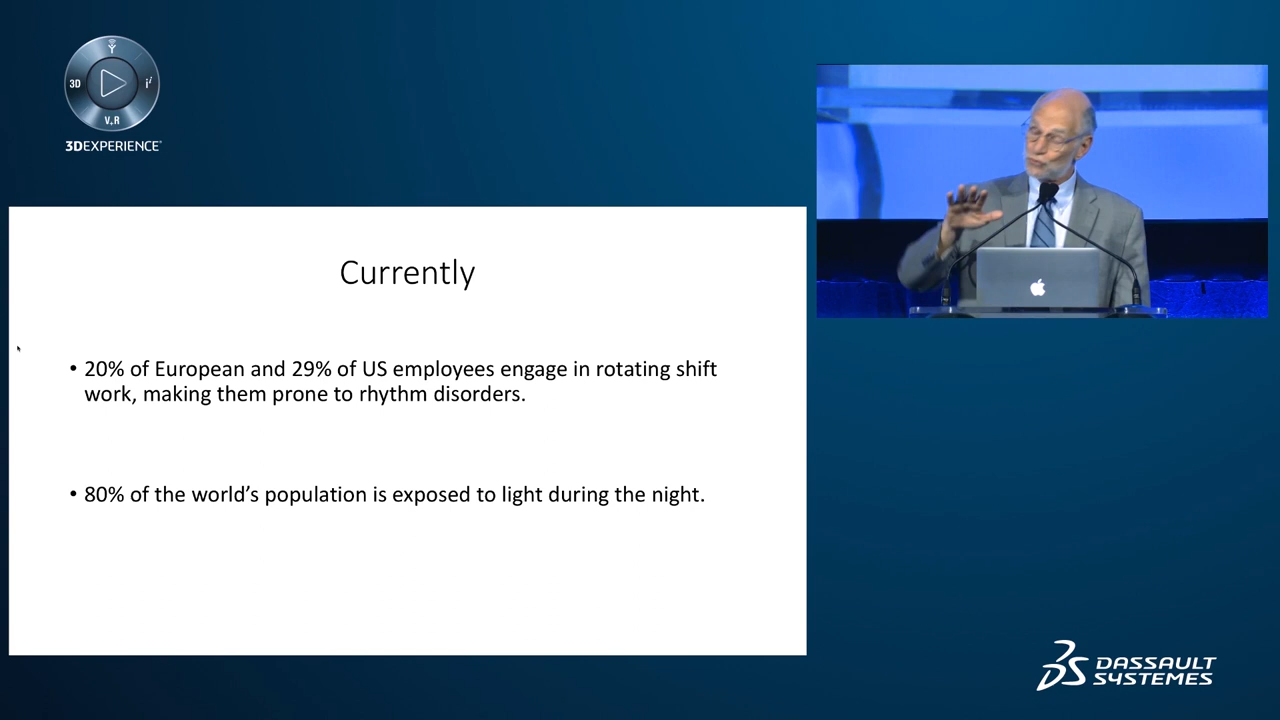 3D
i i
V,R
3DEXPERIENCE
Currently
• 20% of European and 29% of US employees engage in rotating shift
work, making them prone to rhythm disorders.
• 80% of the world’s population is exposed to light during the night.
DASSAULT
SYSTEMES